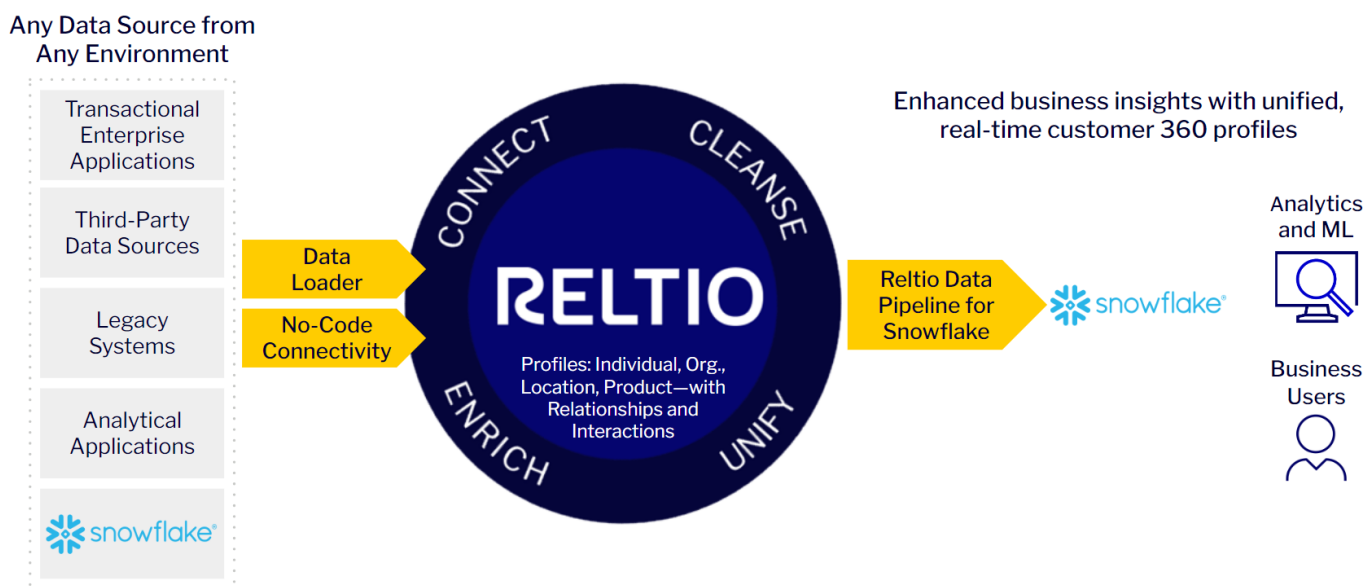 Any Data Source from
Any Environment
Transactional
Enterprise
Applications
Third-Party
Data Sources
Legacy
Systems
Analytical
Applications
snowflake®
Data
Loader
No-Code
Connectivity
CONNECT
CLEANSE
ENRICH
UNIFY
RELTIO
Profiles: Individual, Org.,
Location, Product—with
Relationships and
Interactions
Reltio Data
Pipeline for
Snowflake
snowflake®
Enhanced business insights with unified,
real-time customer 360 profiles
Analytics
and ML
Business
Users